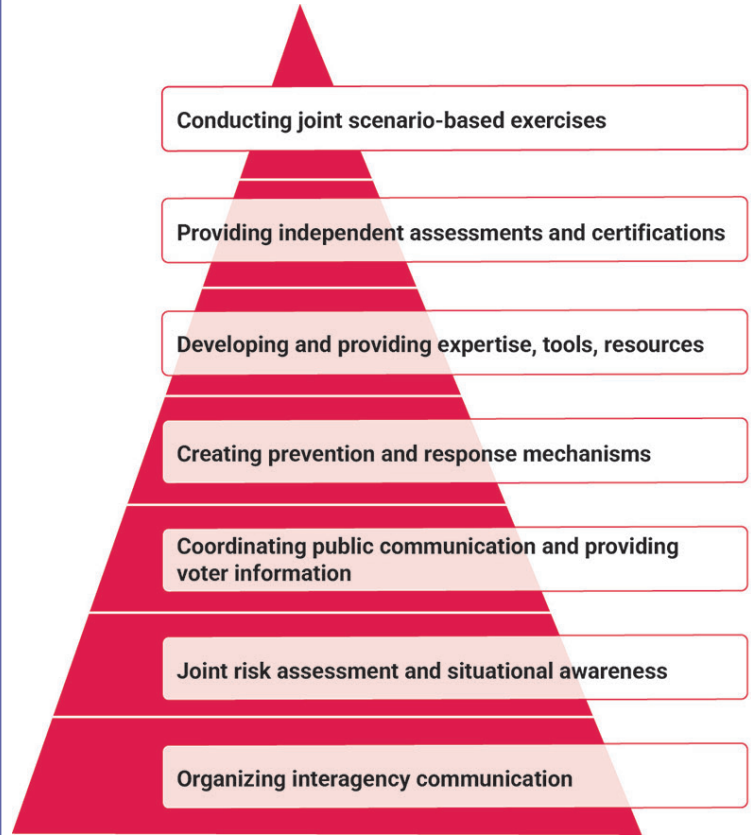 Conducting joint scenario-based exercises
Providing independent assessments and certifications
Developing and providing expertise, tools, resources
Creating prevention and response mechanisms
Coordinating public communication and providing
voter information
Joint risk assessment and situational awareness
Organizing interagency communication